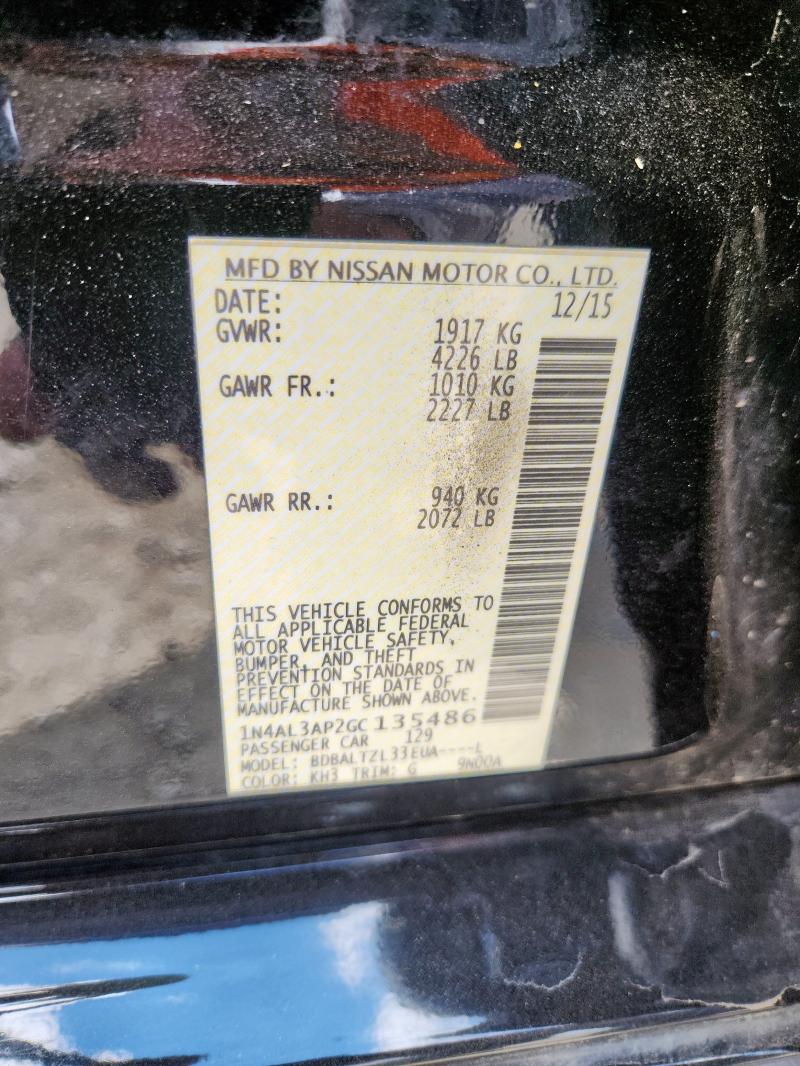 MFD BY NISSAN MOTOR CO., LTD.
DATE: 12/15
GVWR: 1917 KG
4226 LB
GAWR FR.: 1010 KG
2227 LB
GAWR RR.: 940 KG
2072 LB
THIS VEHICLE CONFORMS TO
ALL APPLICABLE FEDERAL
MOTOR VEHICLE SAFETY,
BUMPER, AND THEFT
PREVENTION STANDARDS IN
EFFECT ON THE DATE OF
MANUFACTURE SHOWN ABOVE.
1N4AL3AP2GC135486
PASSENGER CAR 129
MODEL: BDBALTZL33EUA----L
COLOR: KH3 TRIM: G 9N00A